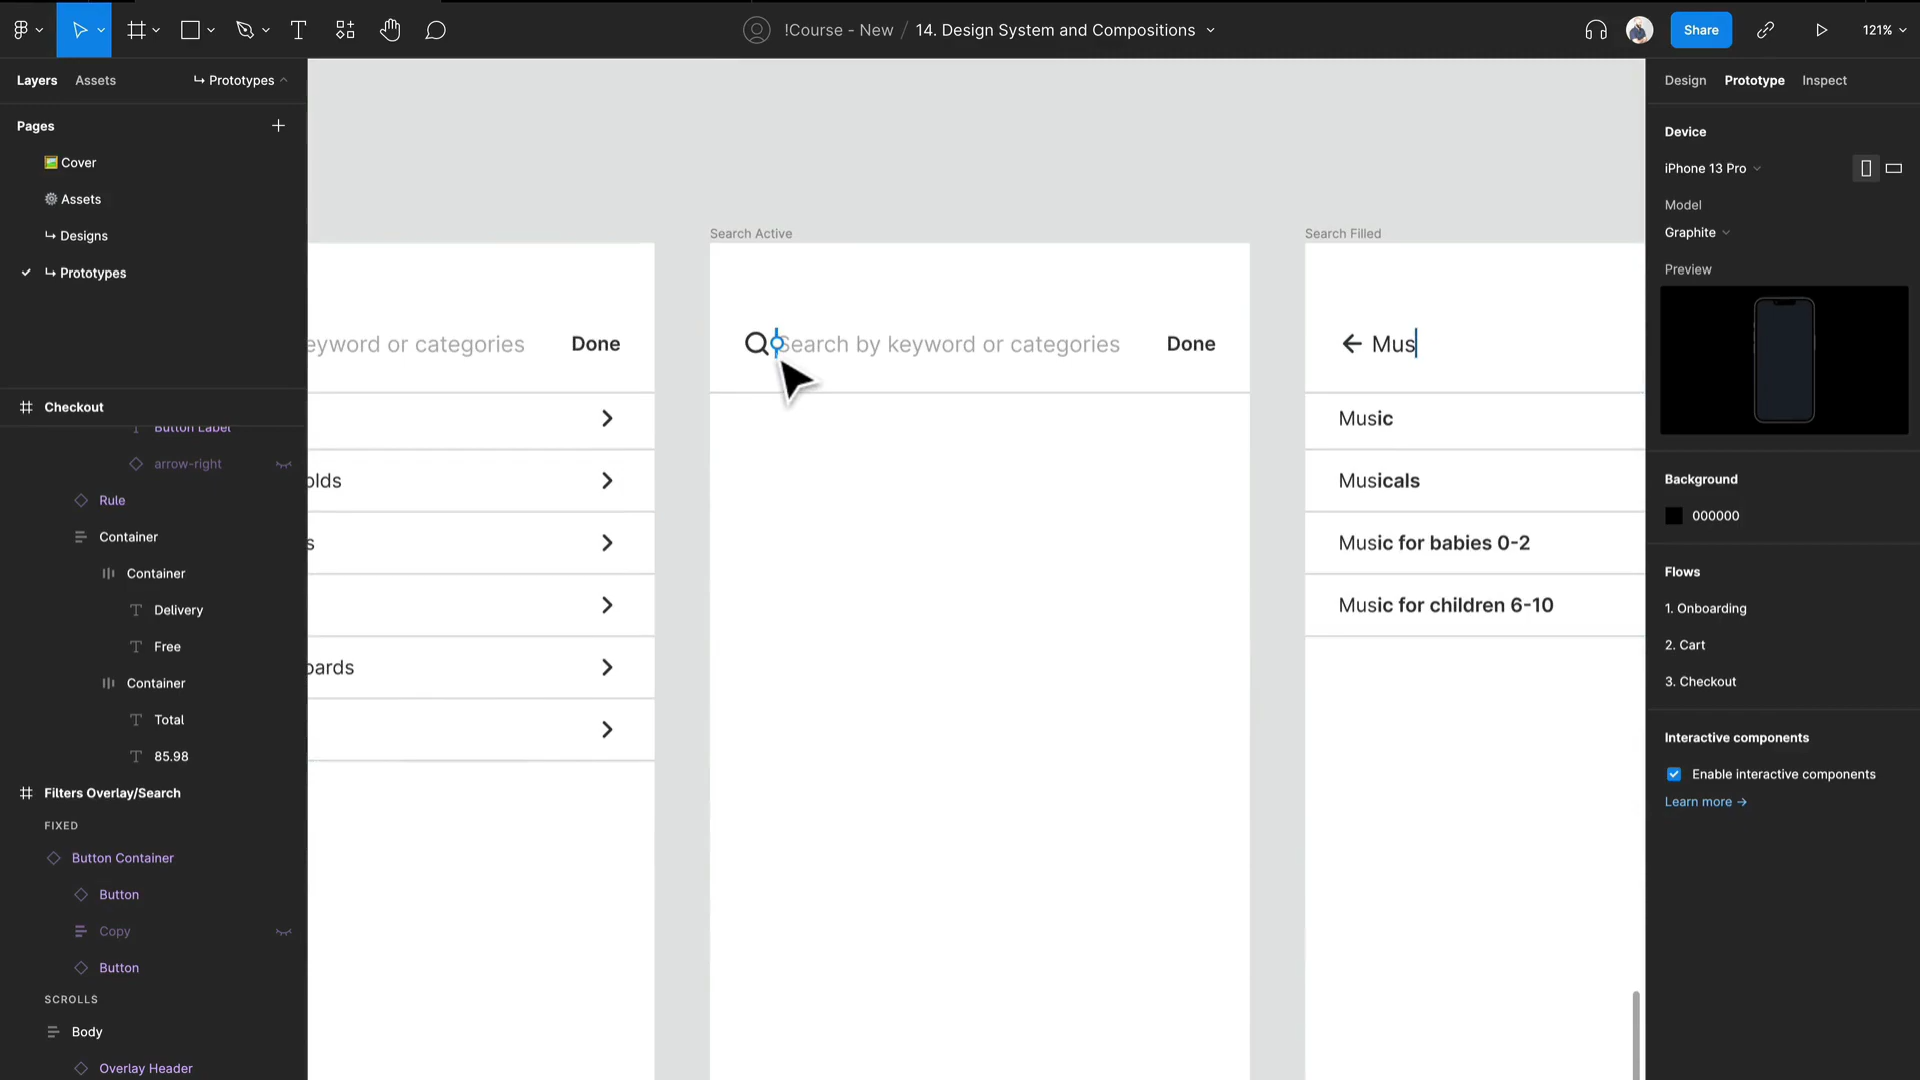 !Course - New / 14. Design System and Compositions
Share
121%
Layers
Assets
↳ Prototypes
Pages
Cover
Assets
↳ Designs
↳ Prototypes
Checkout
Button Label
arrow-right
Rule
Container
Container
Delivery
Free
Container
Total
85.98
Filters Overlay/Search
FIXED
Button Container
Button
Copy
Button
SCROLLS
Body
Overlay Header
eyword or categories
Done
olds
s
oards
Search Active
Search by keyword or categories
Done
Search Filled
Mus
Music
Musicals
Music for babies 0-2
Music for children 6-10
Design
Prototype
Inspect
Device
iPhone 13 Pro
Model
Graphite
Preview
Background
000000
Flows
1. Onboarding
2. Cart
3. Checkout
Interactive components
Enable interactive components
Learn more →